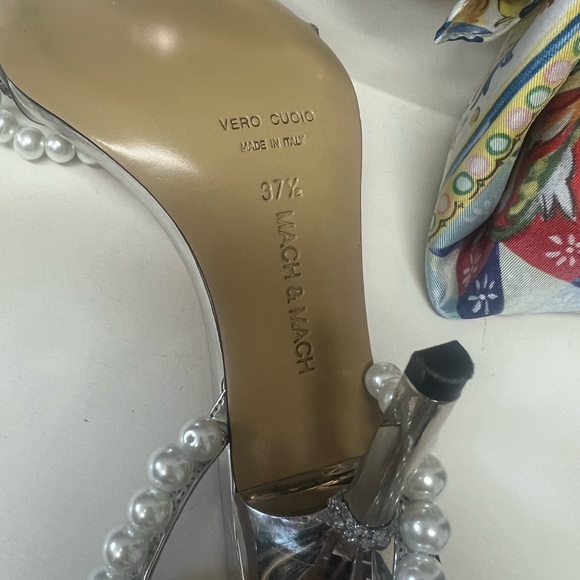 VERO CUOIO
MADE IN ITALY
37½
MACH & MACH